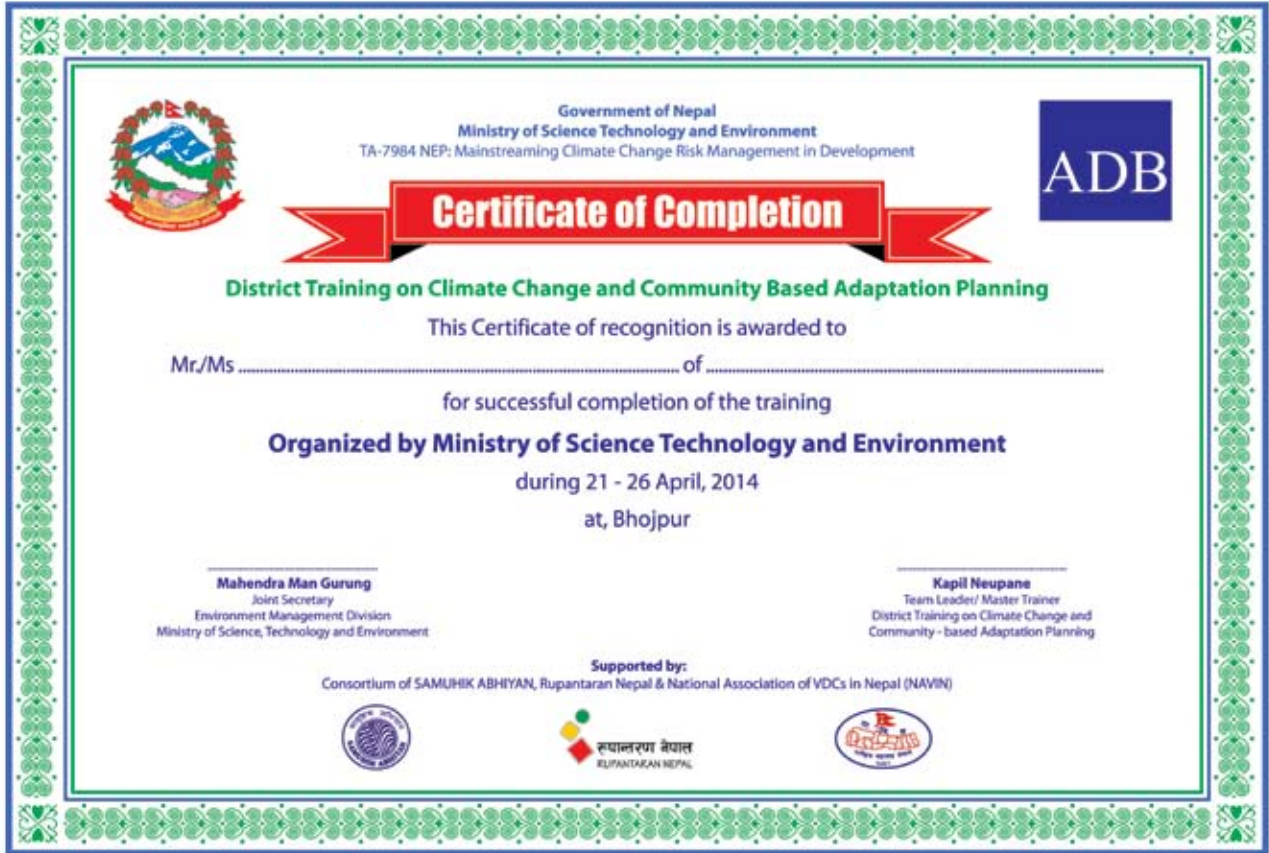 Government of Nepal
Ministry of Science Technology and Environment
TA-7984 NEP: Mainstreaming Climate Change Risk Management in Development
ADB
Certificate of Completion
District Training on Climate Change and Community Based Adaptation Planning
This Certificate of recognition is awarded to
Mr./Ms ........................................ of ........................................
for successful completion of the training
Organized by Ministry of Science Technology and Environment
during 21 - 26 April, 2014
at, Bhojpur
Mahendra Man Gurung
Joint Secretary
Environment Management Division
Ministry of Science, Technology and Environment
Kapil Neupane
Team Leader/ Master Trainer
District Training on Climate Change and
Community - based Adaptation Planning
Supported by:
Consortium of SAMUHIK ABHIYAN, Rupantaran Nepal & National Association of VDCs in Nepal (NAVIN)
SAMUHIK ABHIYAN
रुपान्तरण नेपाल
RUPANTARAN NEPAL